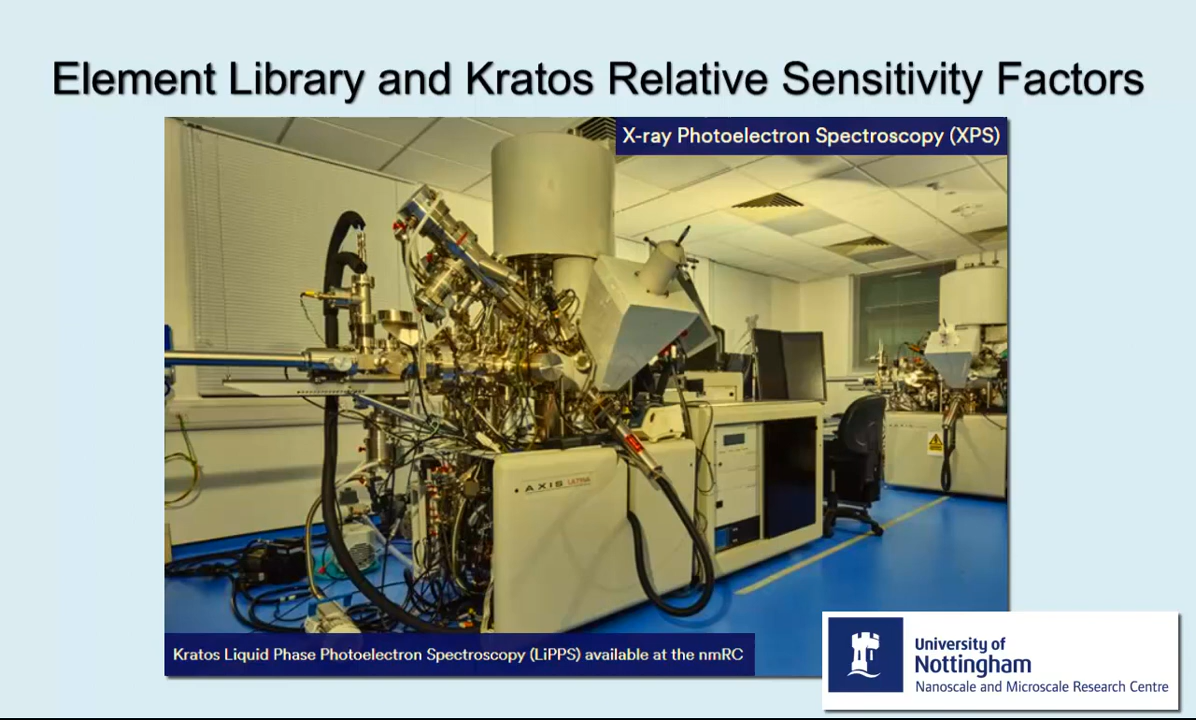 Element Library and Kratos Relative Sensitivity Factors
X-ray Photoelectron Spectroscopy (XPS)
AXIS ULTRA
Kratos Liquid Phase Photoelectron Spectroscopy (LiPPS) available at the nmRC
University of
Nottingham
Nanoscale and Microscale Research Centre